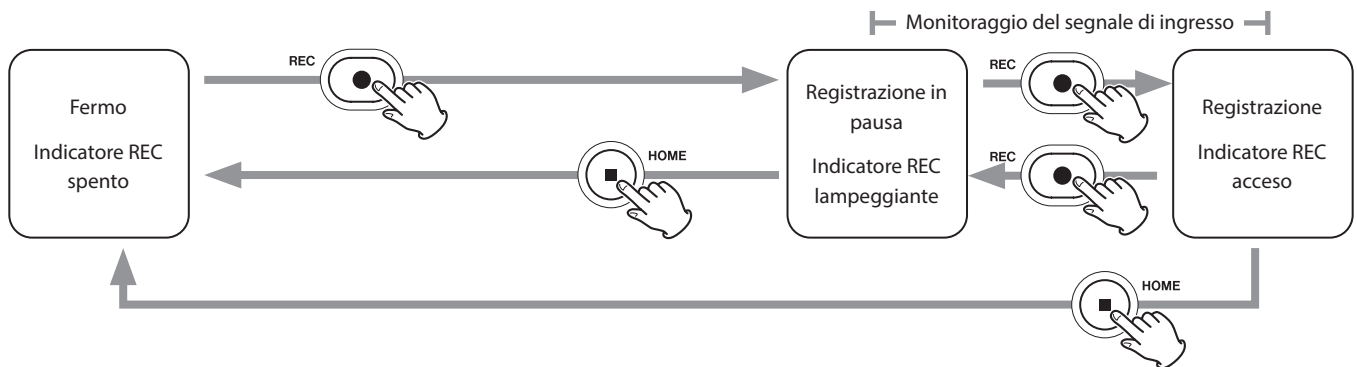 Monitoraggio del segnale di ingresso
Fermo
Indicatore REC
spento
REC
HOME
Registrazione in
pausa
Indicatore REC
lampeggiante
REC
REC
Registrazione
Indicatore REC
acceso
HOME